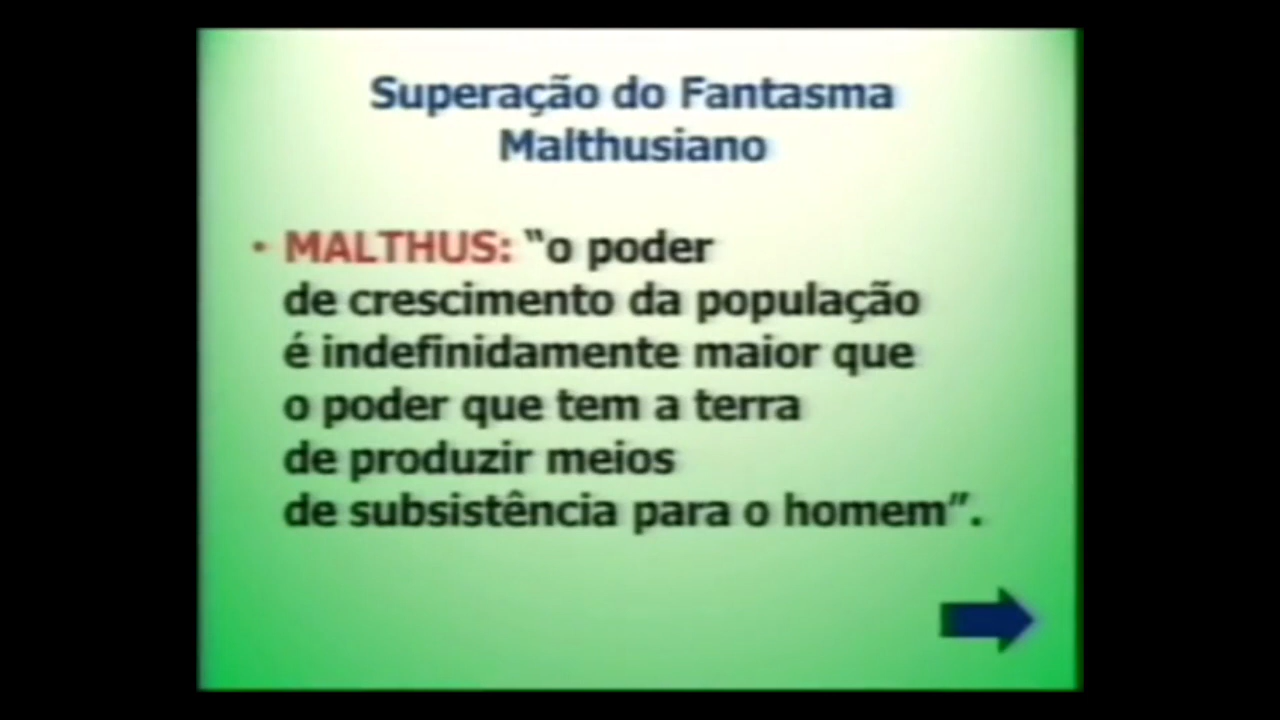 Superação do Fantasma
Malthusiano
• MALTHUS: “o poder
de crescimento da população
é indefinidamente maior que
o poder que tem a terra
de produzir meios
de subsistência para o homem”.